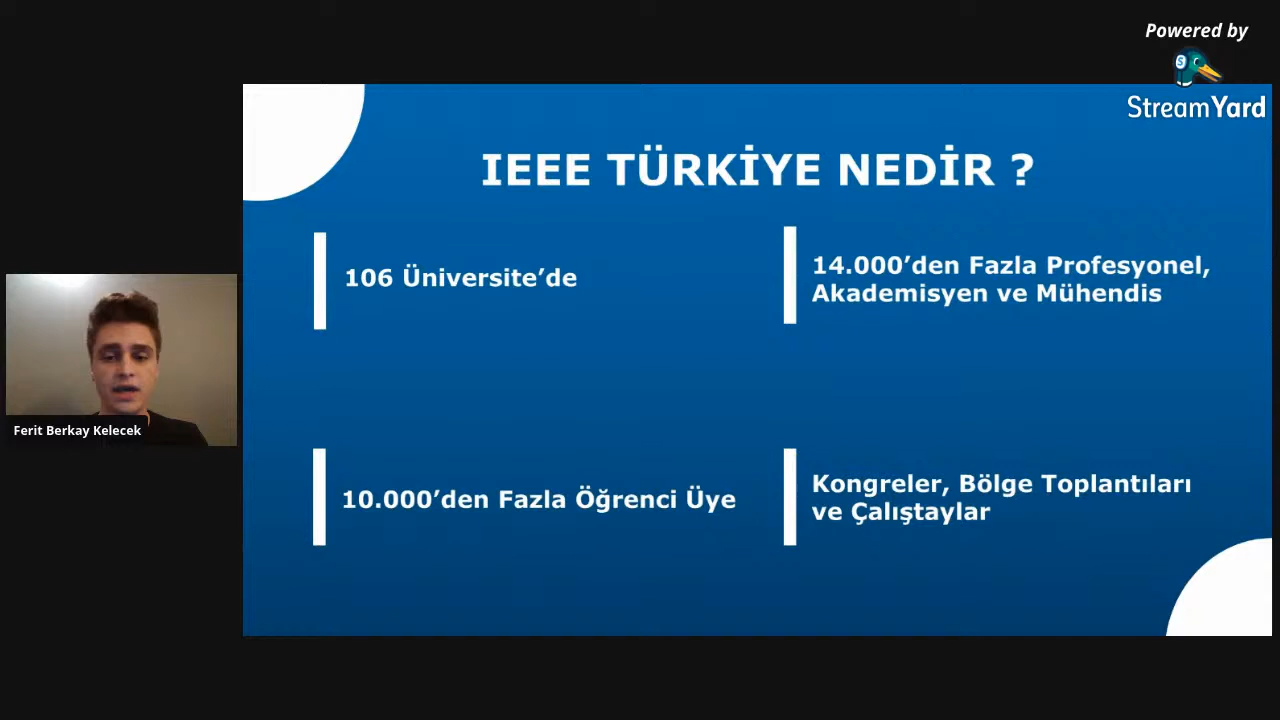 Powered by
StreamYard
IEEE TÜRKİYE NEDİR ?
106 Üniversite’de
14.000’den Fazla Profesyonel,
Akademisyen ve Mühendis
10.000’den Fazla Öğrenci Üye
Kongreler, Bölge Toplantıları
ve Çalıştaylar
Ferit Berkay Kelecek